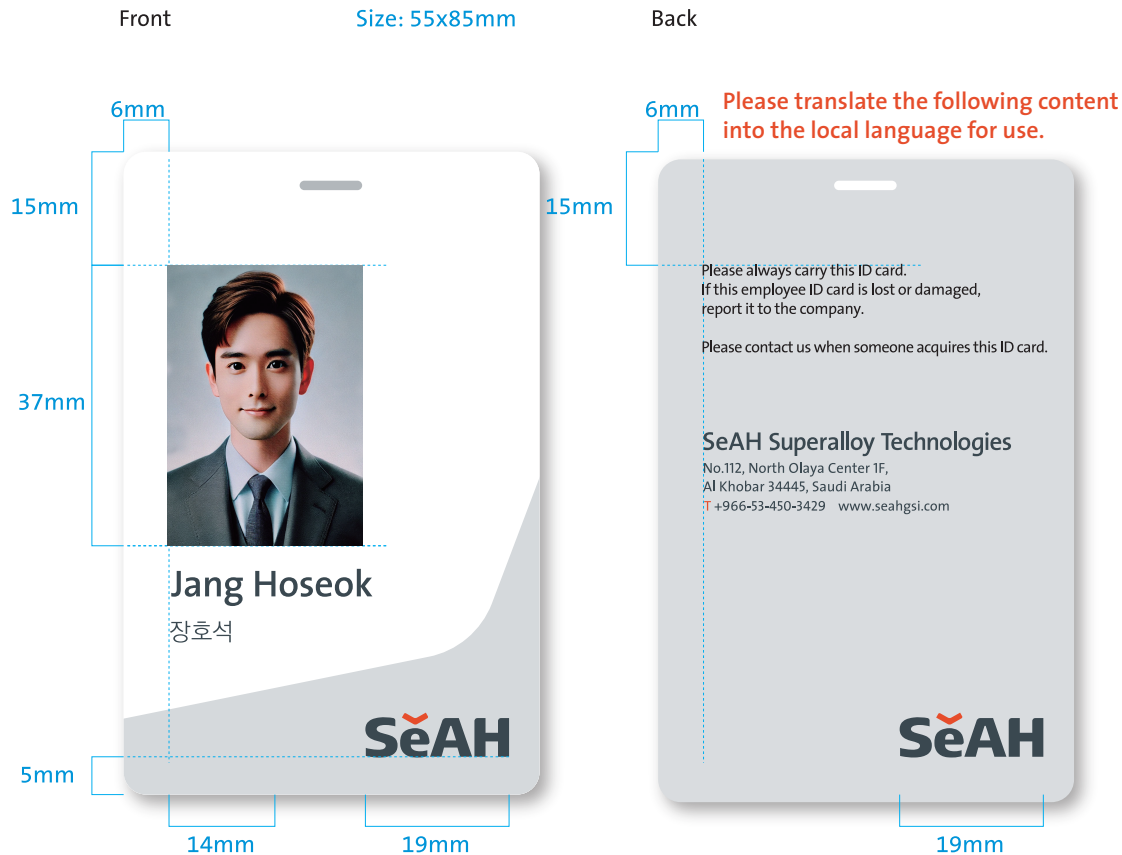 Front
Size: 55x85mm
Back
6mm
15mm
37mm
5mm
14mm
19mm
Jang Hoseok
장호석
SeAH
Please translate the following content
into the local language for use.
6mm
15mm
Please always carry this ID card.
If this employee ID card is lost or damaged,
report it to the company.
Please contact us when someone acquires this ID card.
SeAH Superalloy Technologies
No.112, North Olaya Center 1F,
Al Khobar 34445, Saudi Arabia
T +966-53-450-3429 www.seahgsi.com
SeAH
19mm